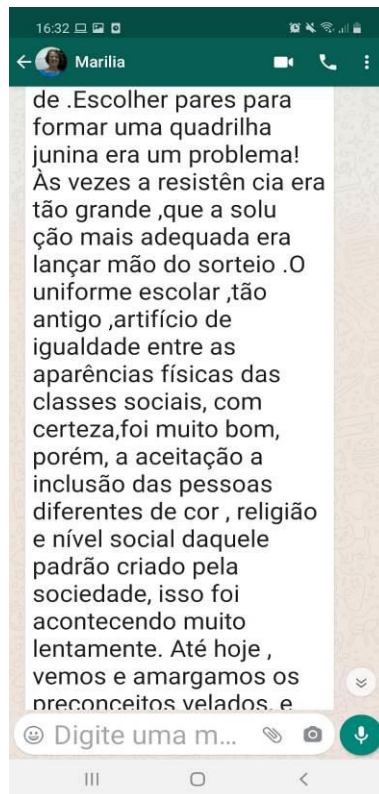 16:32
Marilia
de .Escolher pares para
formar uma quadrilha
junina era um problema!
Às vezes a resistên cia era
tão grande ,que a solu
ção mais adequada era
lançar mão do sorteio .O
uniforme escolar ,tão
antigo ,artifício de
igualdade entre as
aparências físicas das
classes sociais, com
certeza,foi muito bom,
porém, a aceitação a
inclusão das pessoas
diferentes de cor , religião
e nível social daquele
padrão criado pela
sociedade, isso foi
acontecendo muito
lentamente. Até hoje ,
vemos e amargamos os
preconceitos velados, e
Digite uma m...